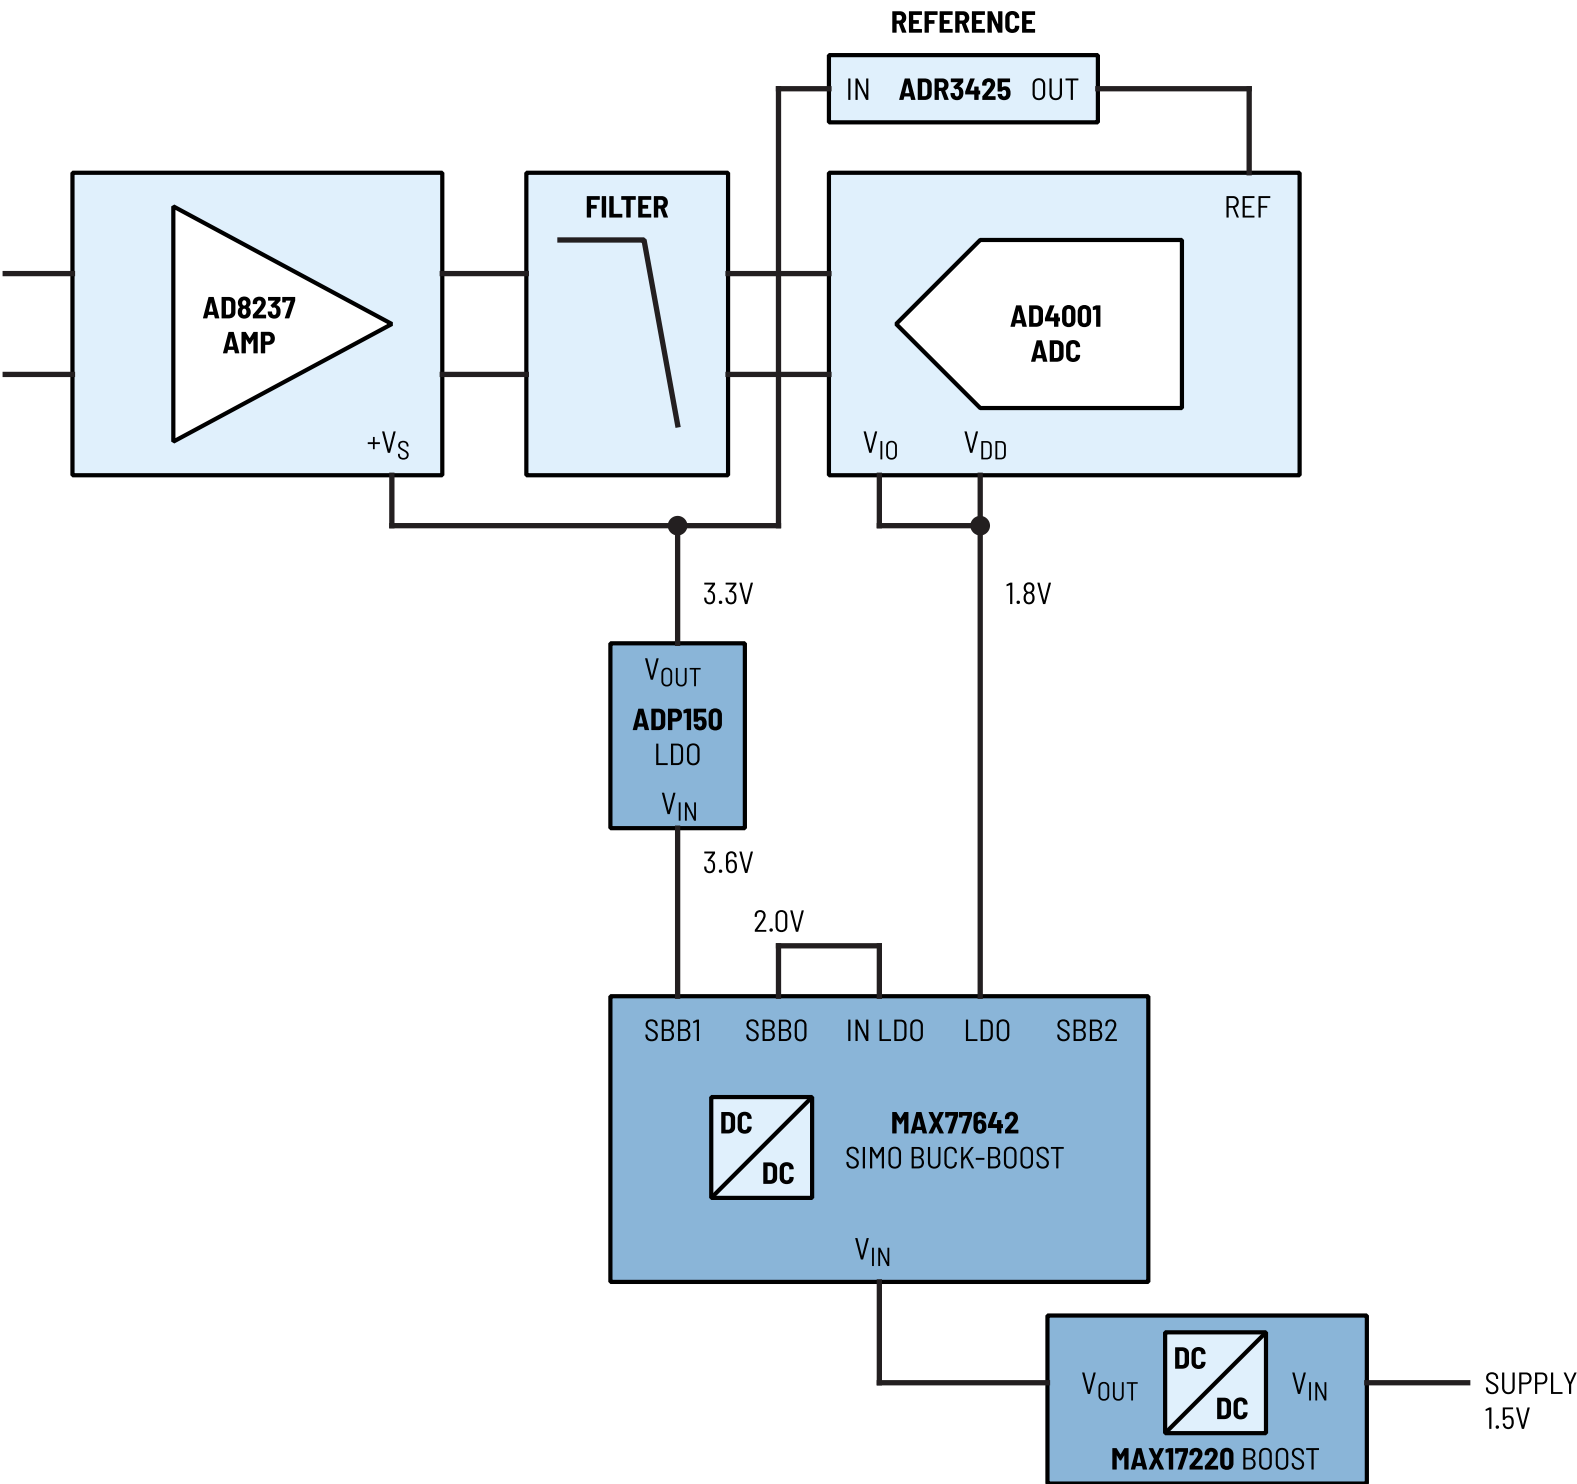 REFERENCE
IN ADR3425 OUT
FILTER
REF
AD8237
AMP
AD4001
ADC
+VS
VIO
VDD
3.3V
1.8V
VOUT
ADP150
LDO
VIN
3.6V
2.0V
SBB1 SBB0 IN LDO LDO SBB2
DC
DC
MAX77642
SIMO BUCK-BOOST
VIN
VOUT
DC
DC
VIN
MAX17220 BOOST
SUPPLY
1.5V